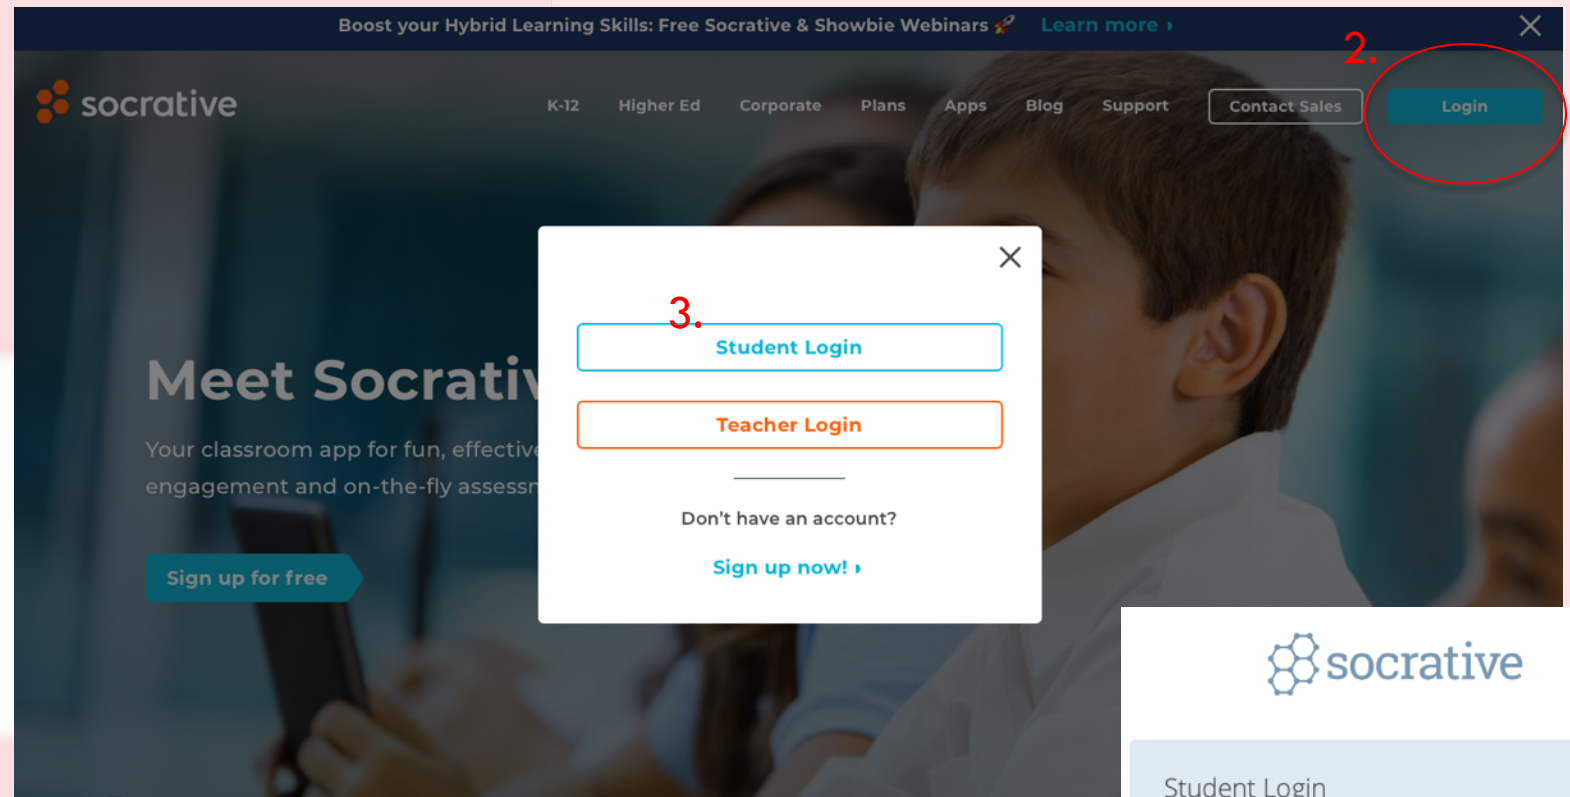 Boost your Hybrid Learning Skills: Free Socrative & Showbie Webinars 🚀 Learn more
2.
socrative
K-12 Higher Ed Corporate Plans Apps Blog Support Contact Sales Login
3.
Student Login
Meet Socrativ
Teacher Login
Your classroom app for fun, effective
engagement and on-the-fly assessm
Don't have an account?
Sign up now!
Sign up for free
socrative
Student Login